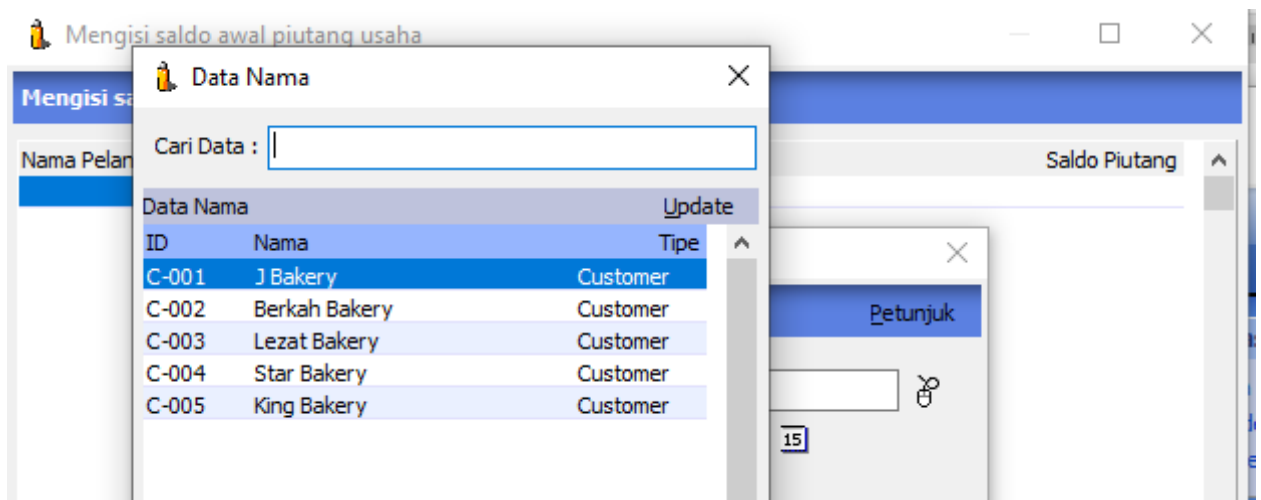 Mengisi saldo awal piutang usaha
Data Nama
Mengisi
Cari Data :
Nama
Saldo Piutang
Data Nama Update
ID Nama Tipe
C-001 J Bakery Customer
C-002 Berkah Bakery Customer
C-003 Lezat Bakery Customer
C-004 Star Bakery Customer
C-005 King Bakery Customer
Petunjuk
15